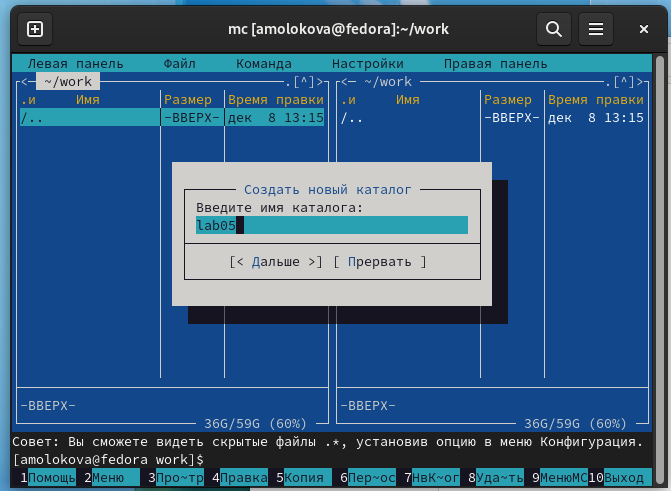 mc [amolokova@fedora]:~/work
Левая панель Файл Команда Настройки Правая панель
<─ ~/work .[^]> <─ ~/work .[^]>
.и Имя Размер Время правки .и Имя Размер Время правки
/.. -ВВЕРХ- дек 8 13:15 /.. -ВВЕРХ- дек 8 13:15
Создать новый каталог
Введите имя каталога:
lab05
[< Дальше >] [ Прервать ]
-ВВЕРХ- -ВВЕРХ-
36G/59G (60%) 36G/59G (60%)
Совет: Вы сможете видеть скрытые файлы .*, установив опцию в меню Конфигурация.
[amolokova@fedora work]$
1Помощь 2Меню 3Про~тр 4Правка 5Копия 6Пер~ос 7НвК~ог 8Уда~ть 9МенюМС 10Выход